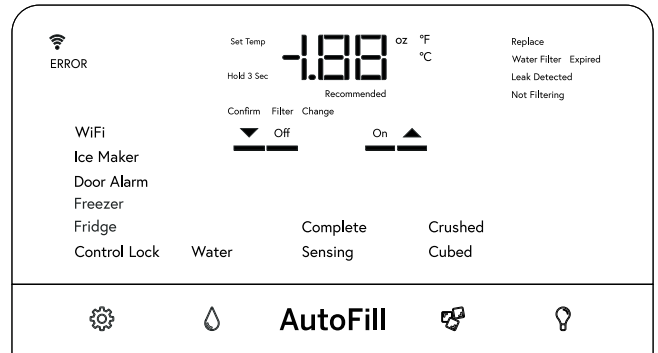 Set Temp -1.88 oz °F
°C
ERROR
Hold 3 Sec
Recommended
Replace
Water Filter Expired
Leak Detected
Not Filtering
Confirm Filter Change
Off On
WiFi
Ice Maker
Door Alarm
Freezer
Fridge
Control Lock
Water
Complete
Sensing
Crushed
Cubed
AutoFill